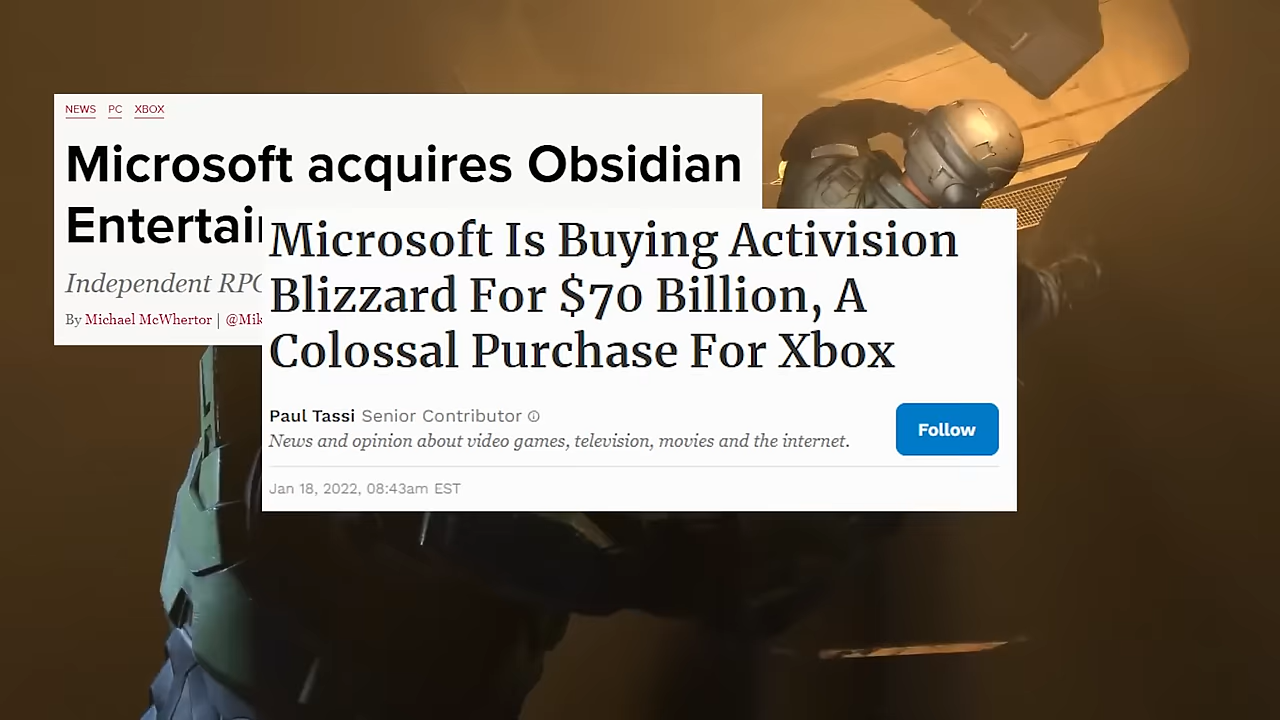 NEWS PC XBOX
Microsoft acquires Obsidian
Entertai
Independent RPG
By Michael McWhertor | @Mik
Microsoft Is Buying Activision
Blizzard For $70 Billion, A
Colossal Purchase For Xbox
Paul Tassi Senior Contributor
News and opinion about video games, television, movies and the internet.
Follow
Jan 18, 2022, 08:43am EST